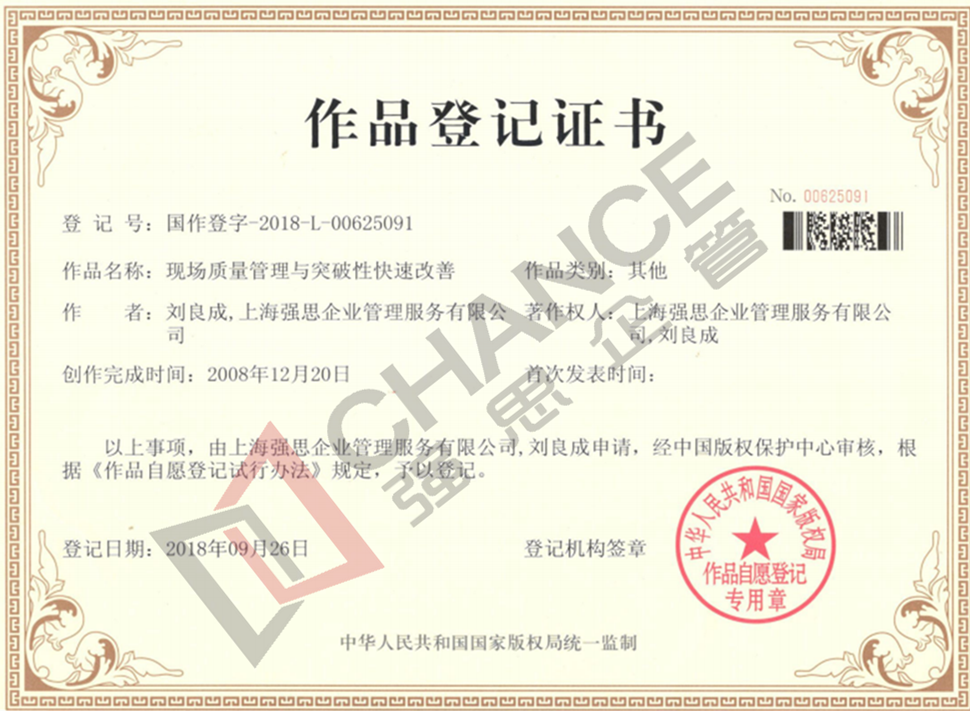 作品登记证书
No. 00625091
登 记 号：国作登字-2018-L-00625091
作品名称：现场质量管理与突破性快速改善
作品类别：其他
作 者：刘良成,上海强思企业管理服务有限公
司
著作权人：上海强思企业管理服务有限公
司,刘良成
创作完成时间：2008年12月20日
首次发表时间：
以上事项，由上海强思企业管理服务有限公司,刘良成申请，经中国版权保护中心审核，根
据《作品自愿登记试行办法》规定，予以登记。
登记日期：2018年09月26日
登记机构签章
中华人民共和国国家版权局
作品自愿登记
专用章
中华人民共和国国家版权局统一监制
CHANCE
强思企管